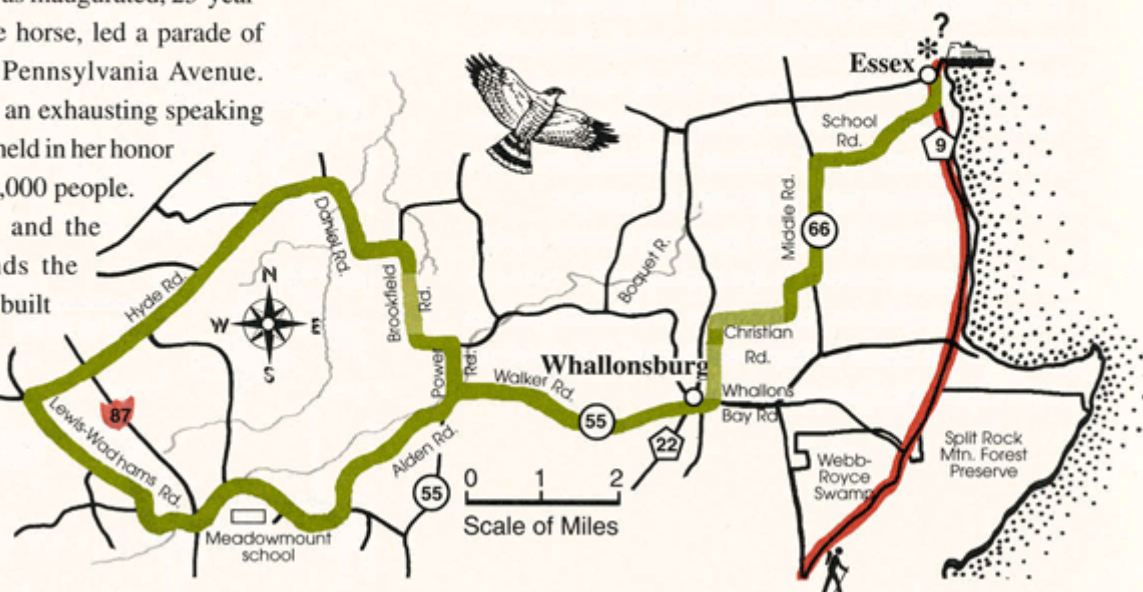 as inaugurated, 25-year
e horse, led a parade of
Pennsylvania Avenue.
an exhausting speaking
held in her honor
,000 people.
and the
nds the
built
?
*
Essex
School
Rd.
9
Middle Rd.
66
Daniel Rd.
Hyde Rd.
N
W E
S
Brookfield
Rd.
Boquet R.
Christian
Rd.
Whallonsburg
Power
Rd.
Walker Rd.
Whallons
Bay Rd.
55
22
87
Lewis-Wadhams Rd.
Alden Rd.
55
0 1 2
Scale of Miles
Meadowmount
school
Webb-
Royce
Swamp
Split Rock
Mtn. Forest
Preserve